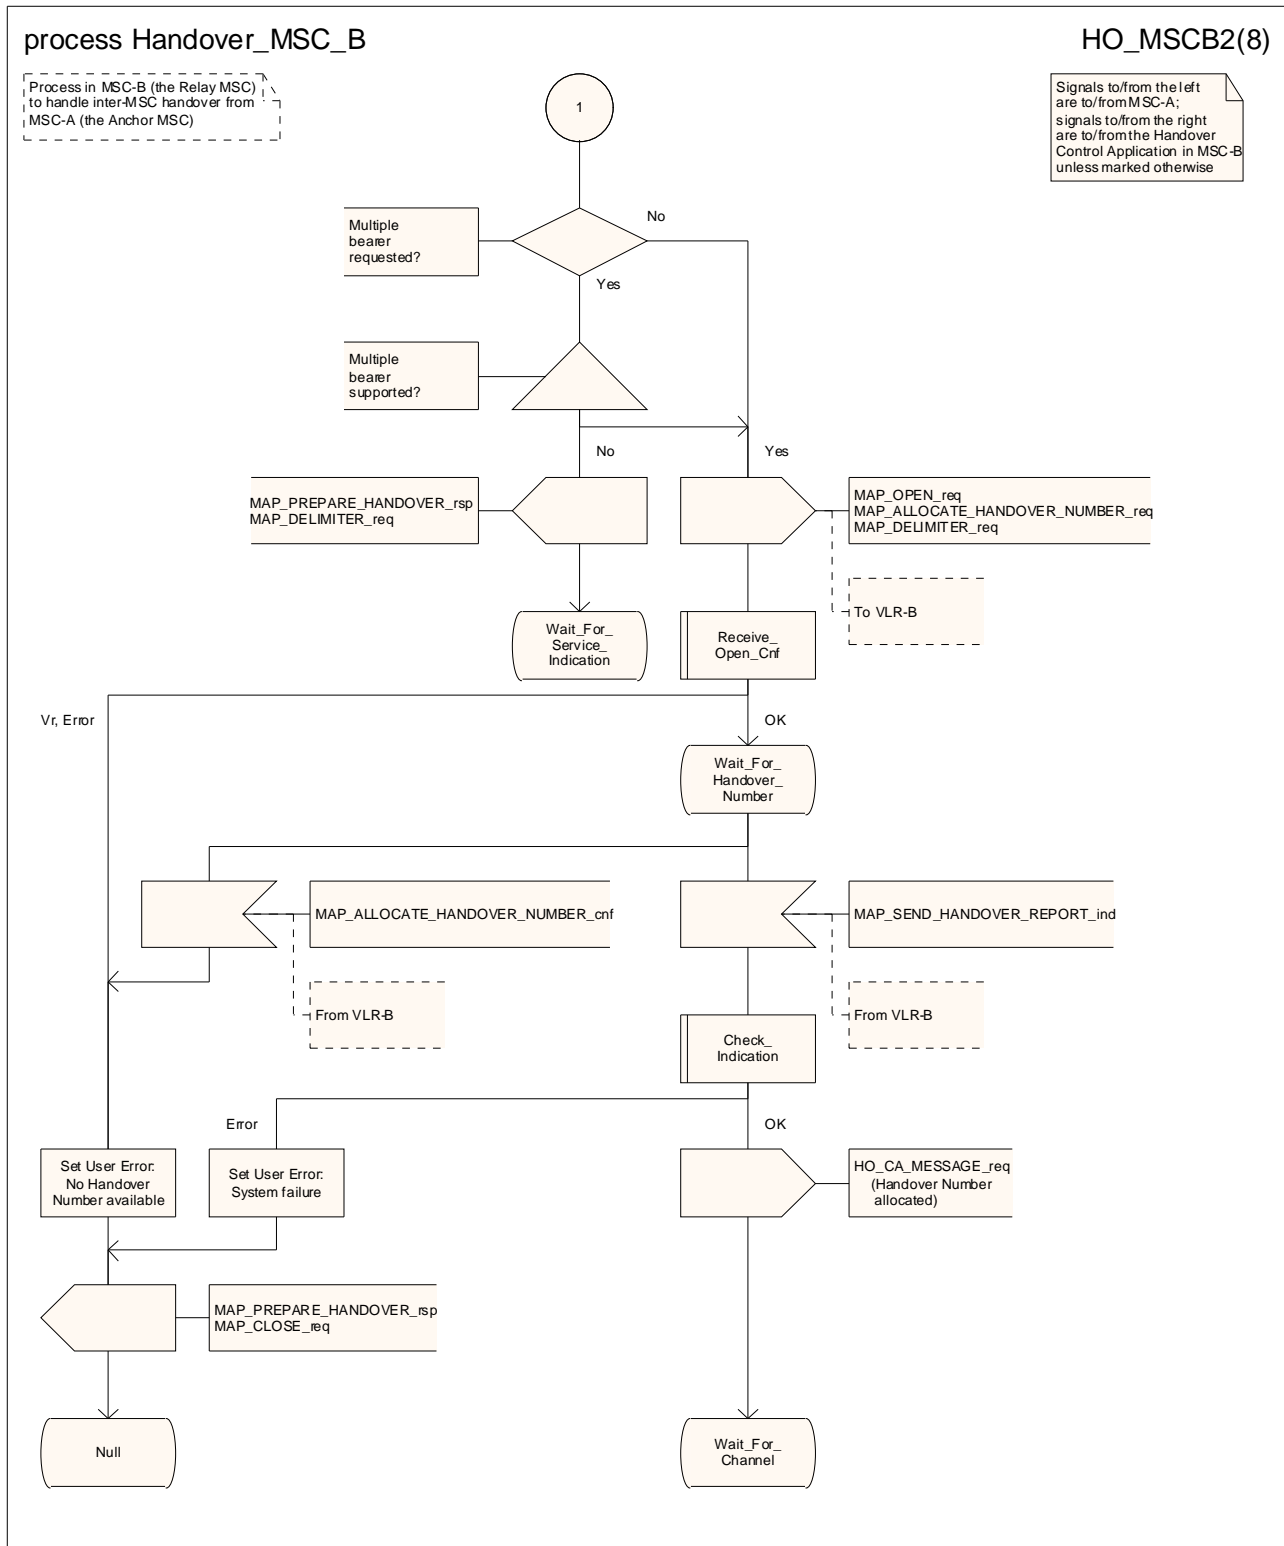 process Handover_MSC_B
HO_MSCB2(8)
Process in MSC-B (the Relay MSC)
to handle inter-MSC handover from
MSC-A (the Anchor MSC)
1
Signals to/from the left
are to/from MSC-A;
signals to/from the right
are to/from the Handover
Control Application in MSC-B
unless marked otherwise
Multiple
bearer
requested?
No
Yes
Multiple
bearer
supported?
No
Yes
MAP_PREPARE_HANDOVER_rsp
MAP_DELIMITER_req
MAP_OPEN_req
MAP_ALLOCATE_HANDOVER_NUMBER_req
MAP_DELIMITER_req
To VLR-B
Wait_For_
Service_
Indication
Receive_
Open_Cnf
Vr, Error
OK
Wait_For_
Handover_
Number
MAP_ALLOCATE_HANDOVER_NUMBER_cnf
MAP_SEND_HANDOVER_REPORT_ind
From VLR-B
From VLR-B
Check_
Indication
Error
OK
Set User Error:
No Handover
Number available
Set User Error:
System failure
HO_CA_MESSAGE_req
(Handover Number
allocated)
MAP_PREPARE_HANDOVER_rsp
MAP_CLOSE_req
Null
Wait_For_
Channel